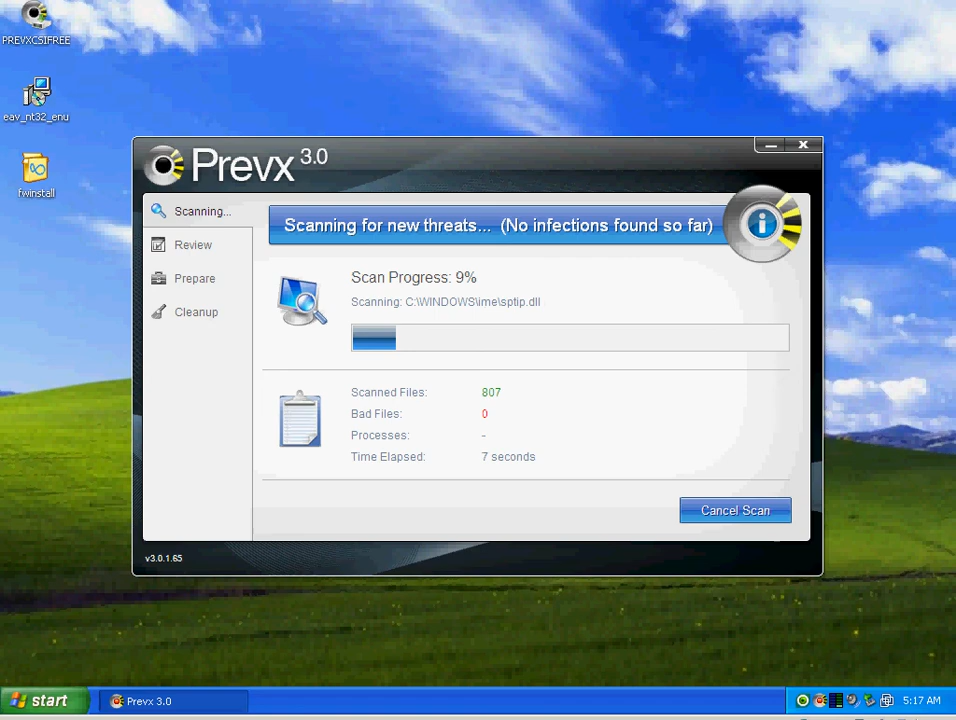 PREVXCSIFREE
eav_nt32_enu
fwinstall
Prevx 3.0
Scanning...
Review
Prepare
Cleanup
Scanning for new threats... (No infections found so far)
Scan Progress: 9%
Scanning: C:\WINDOWS\ime\sptip.dll
Scanned Files: 807
Bad Files: 0
Processes: -
Time Elapsed: 7 seconds
Cancel Scan
v3.0.1.65
start
Prevx 3.0
5:17 AM